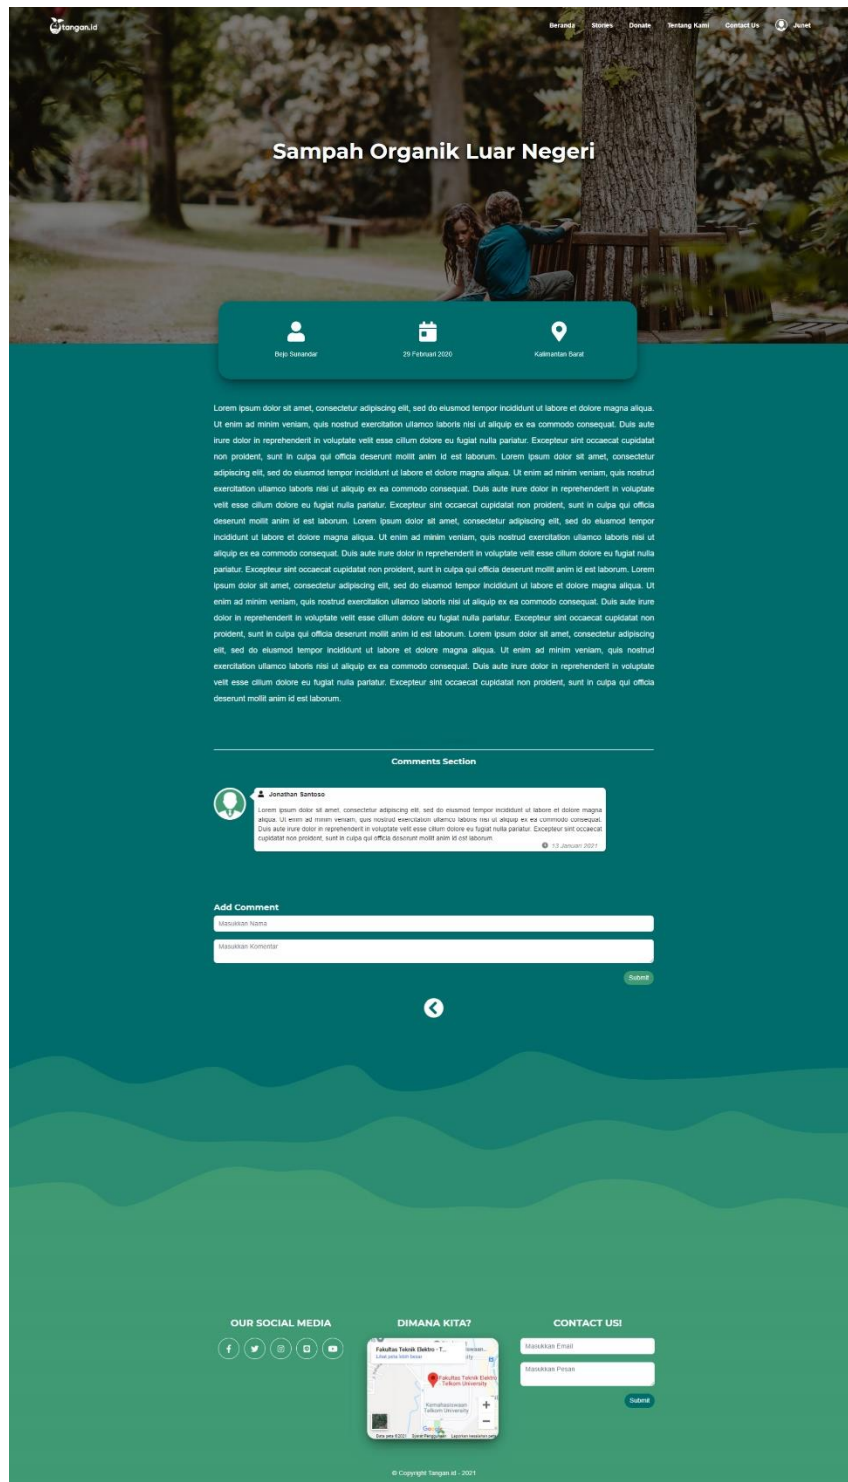 tangan.id
Beranda Stories Donate Tentang Kami Contact Us Junet
Sampah Organik Luar Negeri
Bejo Sunandar
29 Februari 2020
Kalimantan Barat
Lorem ipsum dolor sit amet, consectetur adipiscing elit, sed do eiusmod tempor incididunt ut labore et dolore magna aliqua.
Ut enim ad minim veniam, quis nostrud exercitation ullamco laboris nisi ut aliquip ex ea commodo consequat. Duis aute
irure dolor in reprehenderit in voluptate velit esse cillum dolore eu fugiat nulla pariatur. Excepteur sint occaecat cupidatat
non proident, sunt in culpa qui officia deserunt mollit anim id est laborum. Lorem ipsum dolor sit amet, consectetur
adipiscing elit, sed do eiusmod tempor incididunt ut labore et dolore magna aliqua. Ut enim ad minim veniam, quis nostrud
exercitation ullamco laboris nisi ut aliquip ex ea commodo consequat. Duis aute irure dolor in reprehenderit in voluptate
velit esse cillum dolore eu fugiat nulla pariatur. Excepteur sint occaecat cupidatat non proident, sunt in culpa qui officia
deserunt mollit anim id est laborum. Lorem ipsum dolor sit amet, consectetur adipiscing elit, sed do eiusmod tempor
incididunt ut labore et dolore magna aliqua. Ut enim ad minim veniam, quis nostrud exercitation ullamco laboris nisi ut
aliquip ex ea commodo consequat. Duis aute irure dolor in reprehenderit in voluptate velit esse cillum dolore eu fugiat nulla
pariatur. Excepteur sint occaecat cupidatat non proident, sunt in culpa qui officia deserunt mollit anim id est laborum. Lorem
ipsum dolor sit amet, consectetur adipiscing elit, sed do eiusmod tempor incididunt ut labore et dolore magna aliqua. Ut
enim ad minim veniam, quis nostrud exercitation ullamco laboris nisi ut aliquip ex ea commodo consequat. Duis aute irure
dolor in reprehenderit in voluptate velit esse cillum dolore eu fugiat nulla pariatur. Excepteur sint occaecat cupidatat non
proident, sunt in culpa qui officia deserunt mollit anim id est laborum. Lorem ipsum dolor sit amet, consectetur adipiscing
elit, sed do eiusmod tempor incididunt ut labore et dolore magna aliqua. Ut enim ad minim veniam, quis nostrud
exercitation ullamco laboris nisi ut aliquip ex ea commodo consequat. Duis aute irure dolor in reprehenderit in voluptate
velit esse cillum dolore eu fugiat nulla pariatur. Excepteur sint occaecat cupidatat non proident, sunt in culpa qui officia
deserunt mollit anim id est laborum.
Comments Section
Jonathan Santoso
Lorem ipsum dolor sit amet, consectetur adipiscing elit, sed do eiusmod tempor incididunt ut labore et dolore magna
aliqua. Ut enim ad minim veniam, quis nostrud exercitation ullamco laboris nisi ut aliquip ex ea commodo consequat.
Duis aute irure dolor in reprehenderit in voluptate velit esse cillum dolore eu fugiat nulla pariatur. Excepteur sint occaecat
cupidatat non proident, sunt in culpa qui officia deserunt mollit anim id est laborum.
13 Januari 2021
Add Comment
Masukkan Nama
Masukkan Komentar
Submit
OUR SOCIAL MEDIA
DIMANA KITA?
Fakultas Teknik Elektro - T...
Lihat peta lebih besar
Fakultas Teknik Elektro
Telkom University
Kemahasiswaan
Telkom University
Data peta ©2021 Syarat Penggunaan Laporkan kesalahan peta
CONTACT US!
Masukkan Email
Masukkan Pesan
Submit
© Copyright Tangan.id - 2021